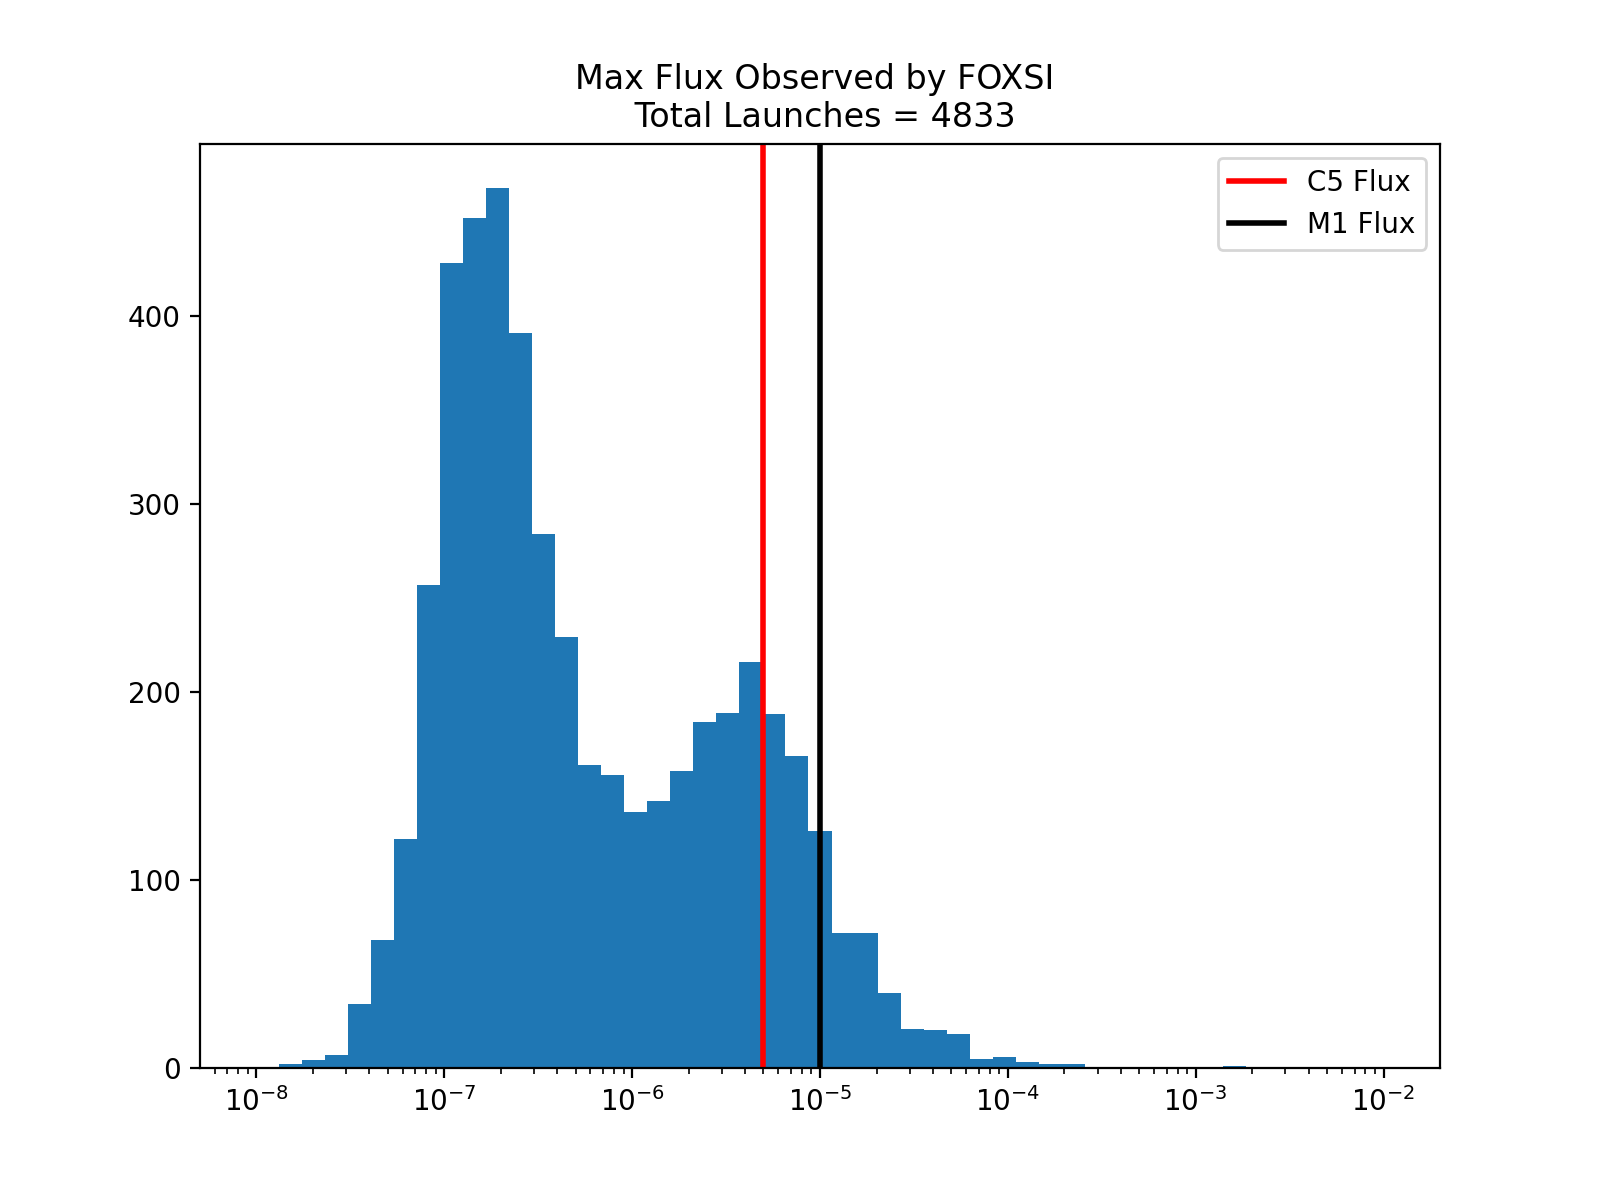 Max Flux Observed by FOXSI
Total Launches = 4833
C5 Flux
M1 Flux
400
300
200
100
0
10⁻⁸ 10⁻⁷ 10⁻⁶ 10⁻⁵ 10⁻⁴ 10⁻³ 10⁻²